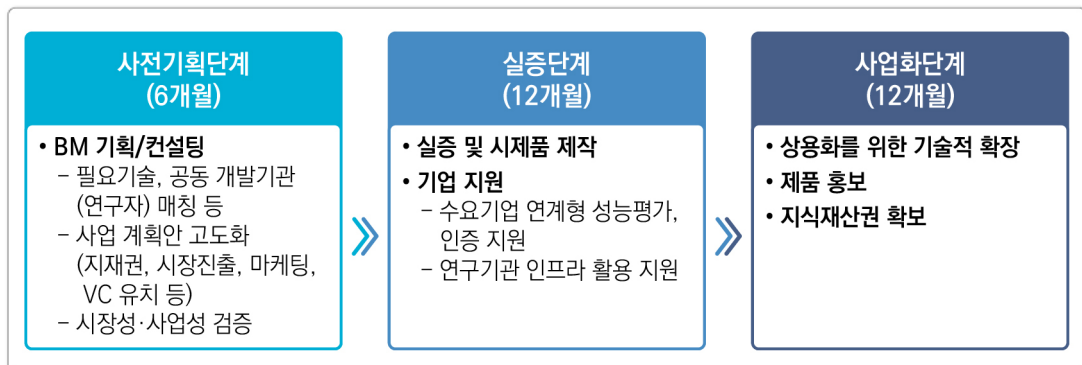 사전기획단계
(6개월)
• BM 기획/컨설팅
– 필요기술, 공동 개발기관
(연구자) 매칭 등
– 사업 계획안 고도화
(지재권, 시장진출, 마케팅,
VC 유치 등)
– 시장성·사업성 검증
실증단계
(12개월)
• 실증 및 시제품 제작
• 기업 지원
– 수요기업 연계형 성능평가,
인증 지원
– 연구기관 인프라 활용 지원
사업화단계
(12개월)
• 상용화를 위한 기술적 확장
• 제품 홍보
• 지식재산권 확보